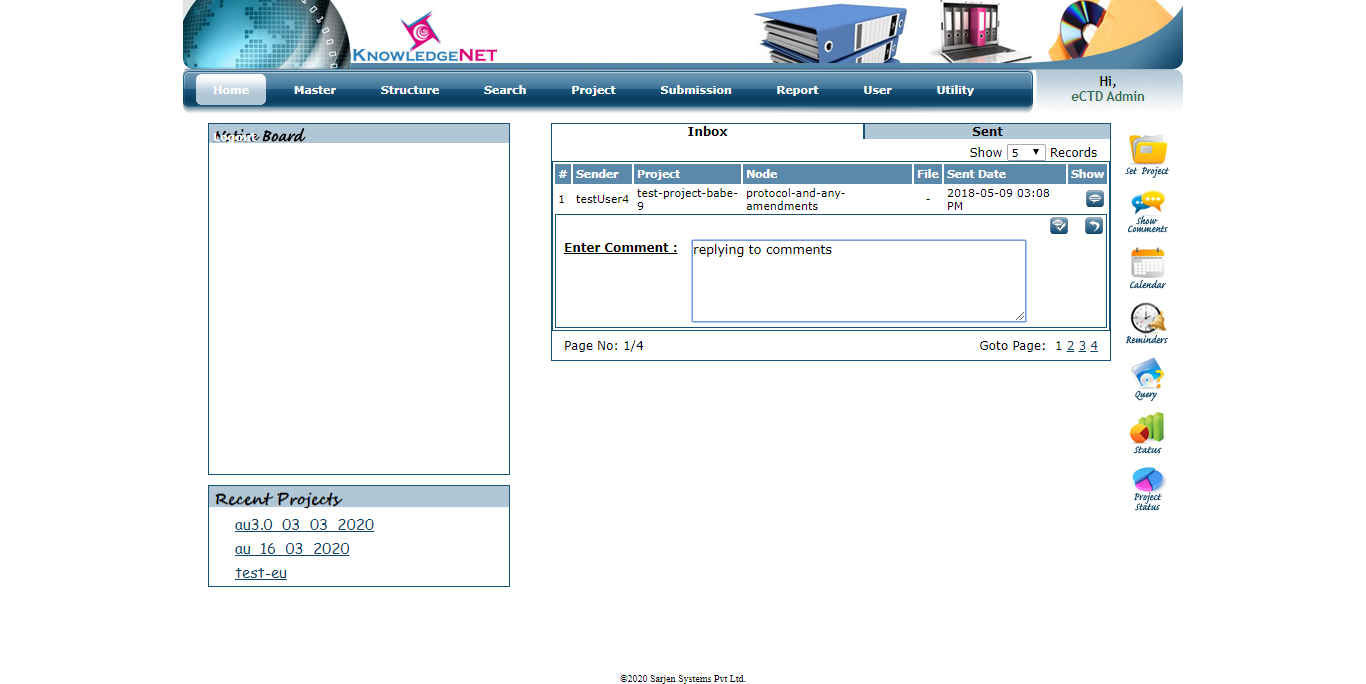 KNOWLEDGENET
Home Master Structure Search Project Submission Report User Utility
Hi,
eCTD Admin
Notice Board
Logout
Inbox Sent
Show 5 Records
# Sender Project Node File Sent Date Show
1 testUser4 test-project-babe-9 protocol-and-any-amendments - 2018-05-09 03:08 PM
Enter Comment : replying to comments
Page No: 1/4 Goto Page: 1 2 3 4
Set Project
Show
Comments
Calendar
Reminders
Query
Status
Project
Status
Recent Projects
au3.0_03_03_2020
au_16_03_2020
test-eu
©2020 Sarjen Systems Pvt Ltd.